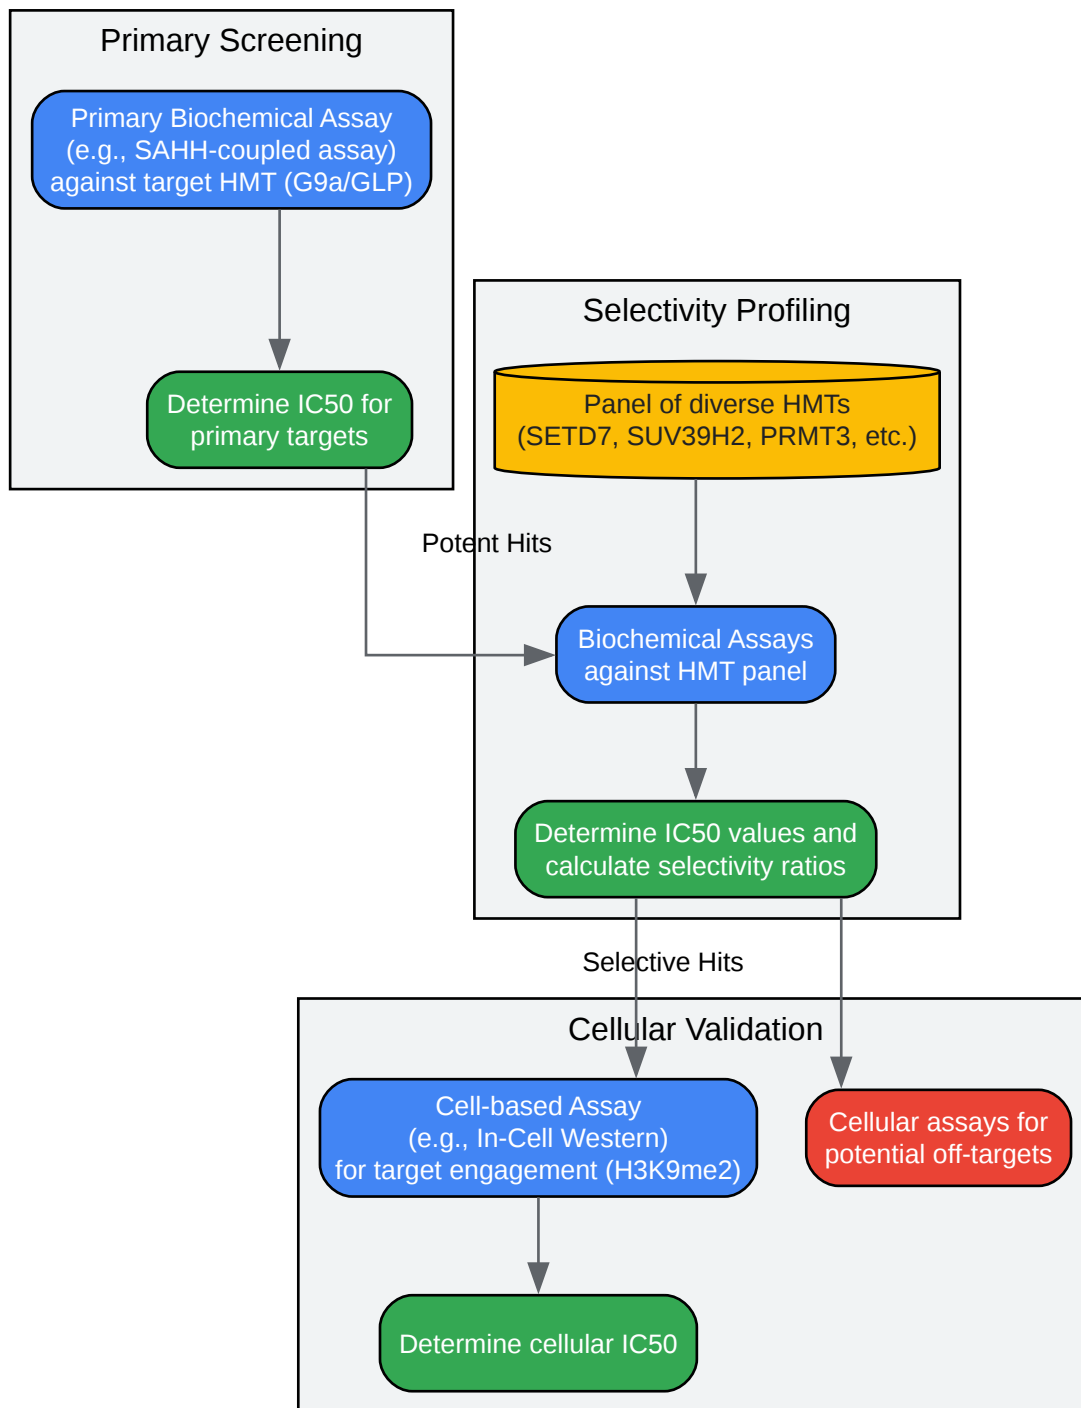 Primary Screening
Primary Biochemical Assay
(e.g., SAHH-coupled assay)
against target HMT (G9a/GLP)
Determine IC50 for
primary targets
Potent Hits
Selectivity Profiling
Panel of diverse HMTs
(SETD7, SUV39H2, PRMT3, etc.)
Biochemical Assays
against HMT panel
Determine IC50 values and
calculate selectivity ratios
Selective Hits
Cellular Validation
Cell-based Assay
(e.g., In-Cell Western)
for target engagement (H3K9me2)
Cellular assays for
potential off-targets
Determine cellular IC50